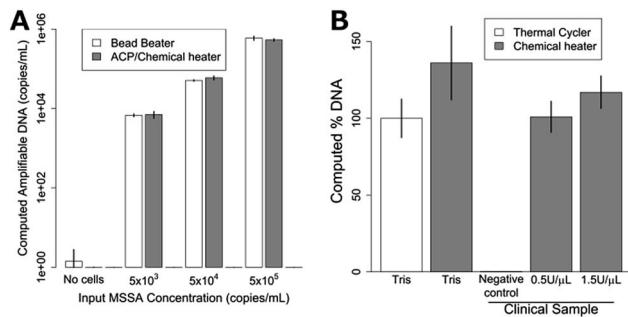 A
Computed Amplifiable DNA (copies/mL)
1e+06
1e+04
1e+02
1e+00
Bead Beater
ACP/Chemical heater
No cells
5x10³
5x10⁴
5x10⁵
Input MSSA Concentration (copies/mL)
B
Computed % DNA
150
100
50
0
Thermal Cycler
Chemical heater
Tris
Tris
Negative control
0.5U/µL
1.5U/µL
Clinical Sample